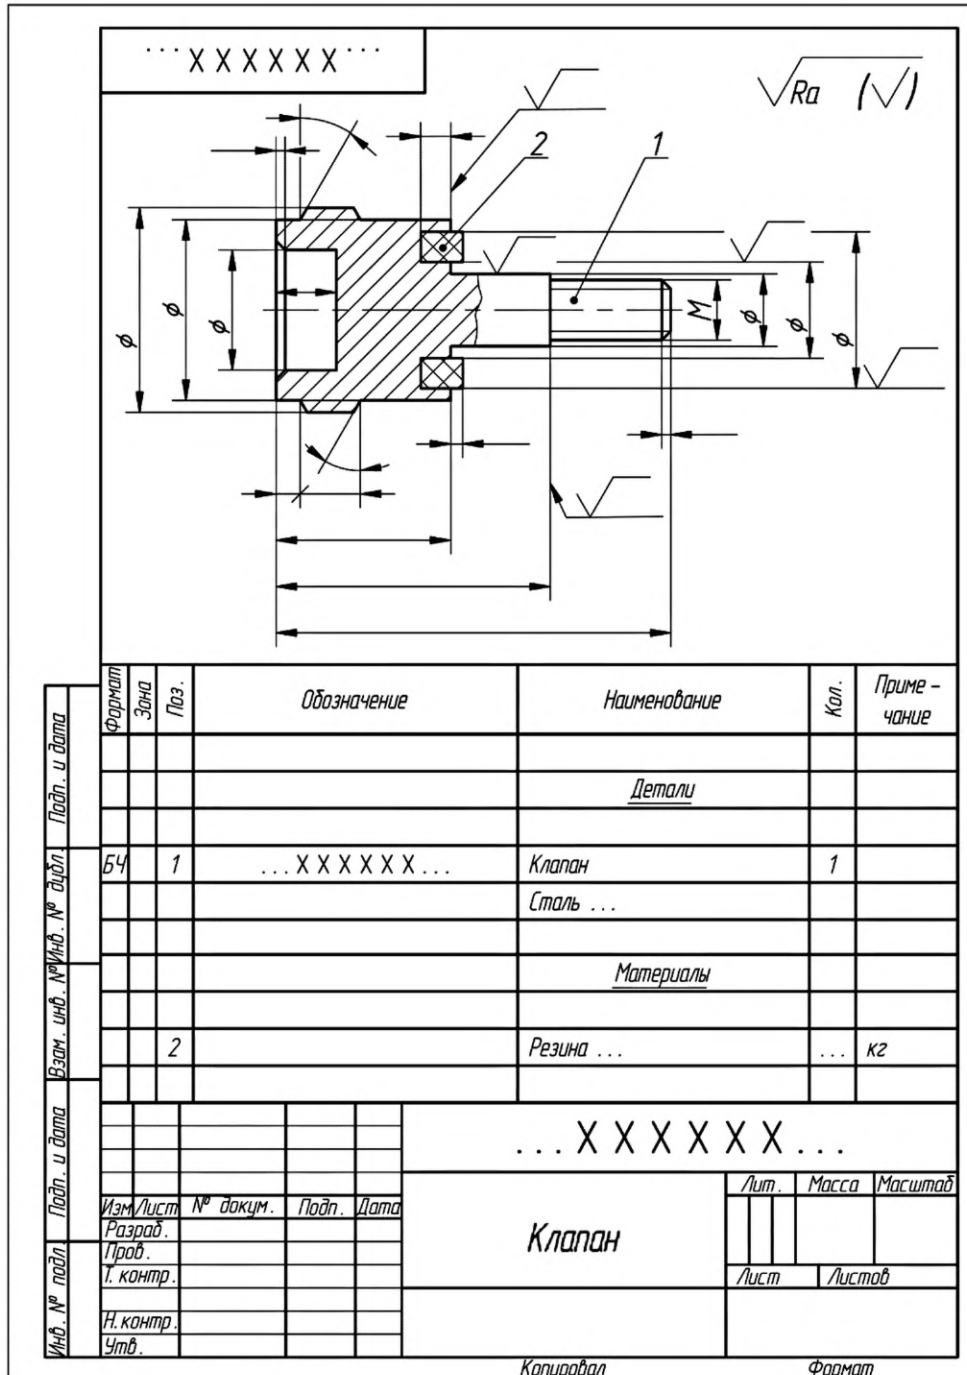 ...XXXXXX...
√Ra (√)
2
1
ϕ
ϕ
ϕ
M
ϕ
ϕ
ϕ
Формат Зона Поз. Обозначение Наименование Кол. Приме-
чание
Детали
БЧ 1 ...XXXXXX... Клапан 1
Сталь ...
Материалы
2 Резина ... ... кг
Подп. и дата
Инв. № дубл.
Взам. инв. №
Подп. и дата
Инв. № подл.
...XXXXXX...
Лит. Масса Масштаб
Изм Лист № докум. Подп. Дата
Разраб.
Клапан
Пров.
Т. контр.
Лист Листов
Н. контр.
Утв.
Копировал Формат